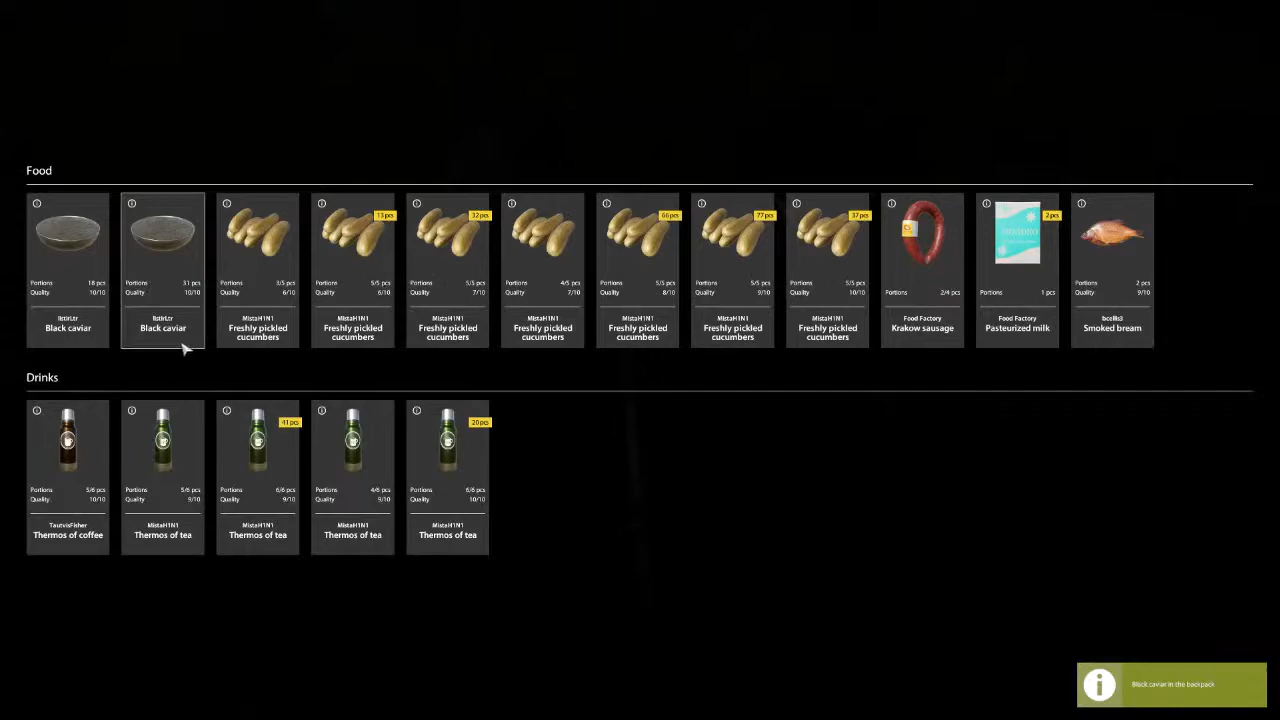 Food
Portions 18 pcs
Quality 10/10
listirLtr
Black caviar
Portions 31 pcs
Quality 10/10
listirLtr
Black caviar
Portions 3/5 pcs
Quality 6/10
MistaH1N1
Freshly pickled
cucumbers
13 pcs
Portions 5/5 pcs
Quality 6/10
MistaH1N1
Freshly pickled
cucumbers
32 pcs
Portions 5/5 pcs
Quality 7/10
MistaH1N1
Freshly pickled
cucumbers
Portions 4/5 pcs
Quality 7/10
MistaH1N1
Freshly pickled
cucumbers
66 pcs
Portions 5/5 pcs
Quality 8/10
MistaH1N1
Freshly pickled
cucumbers
77 pcs
Portions 5/5 pcs
Quality 9/10
MistaH1N1
Freshly pickled
cucumbers
37 pcs
Portions 5/5 pcs
Quality 10/10
MistaH1N1
Freshly pickled
cucumbers
Portions 2/4 pcs
Food Factory
Krakow sausage
2 pcs
Portions 1 pcs
Food Factory
Pasteurized milk
Portions 2 pcs
Quality 9/10
bcellis3
Smoked bream
Drinks
Portions 5/6 pcs
Quality 10/10
TautvisFisher
Thermos of coffee
Portions 5/6 pcs
Quality 9/10
MistaH1N1
Thermos of tea
41 pcs
Portions 6/6 pcs
Quality 9/10
MistaH1N1
Thermos of tea
Portions 4/6 pcs
Quality 9/10
MistaH1N1
Thermos of tea
20 pcs
Portions 6/6 pcs
Quality 10/10
MistaH1N1
Thermos of tea
Black caviar in the backpack